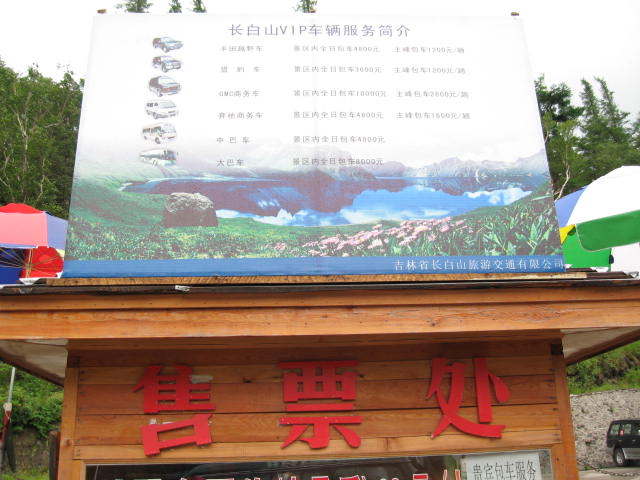 长白山VIP车辆服务简介
丰田越野车 景区内全日包车4800元 主峰包车1200元/趟
猎豹车 景区内全日包车3600元 主峰包车1200元/趟
GMC商务车 景区内全日包车10000元 主峰包车2800元/趟
奔驰商务车 景区内全日包车4800元 主峰包车1600元/趟
中巴车 景区内全日包车4800元
大巴车 景区内全日包车8000元
吉林省长白山旅游交通有限公司
售票处
贵宾包车服务